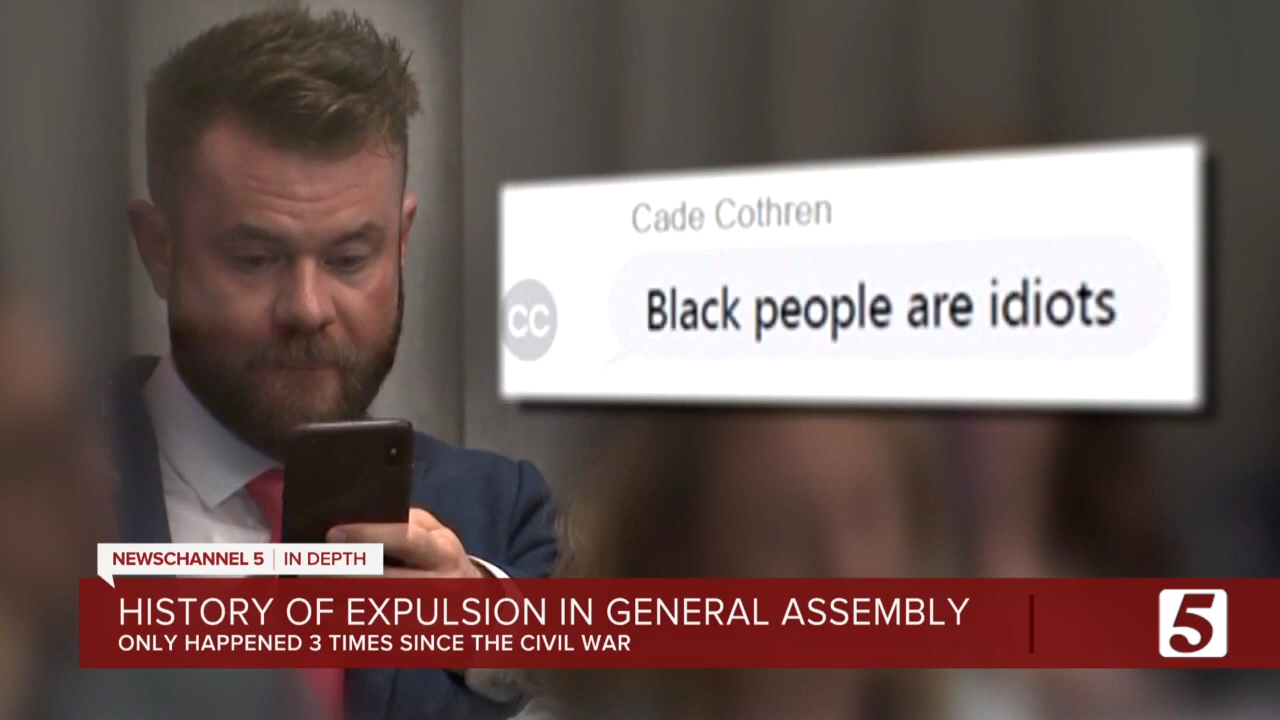 Cade Cothren
CC
Black people are idiots
NEWSCHANNEL 5 | IN DEPTH
HISTORY OF EXPULSION IN GENERAL ASSEMBLY
ONLY HAPPENED 3 TIMES SINCE THE CIVIL WAR
5